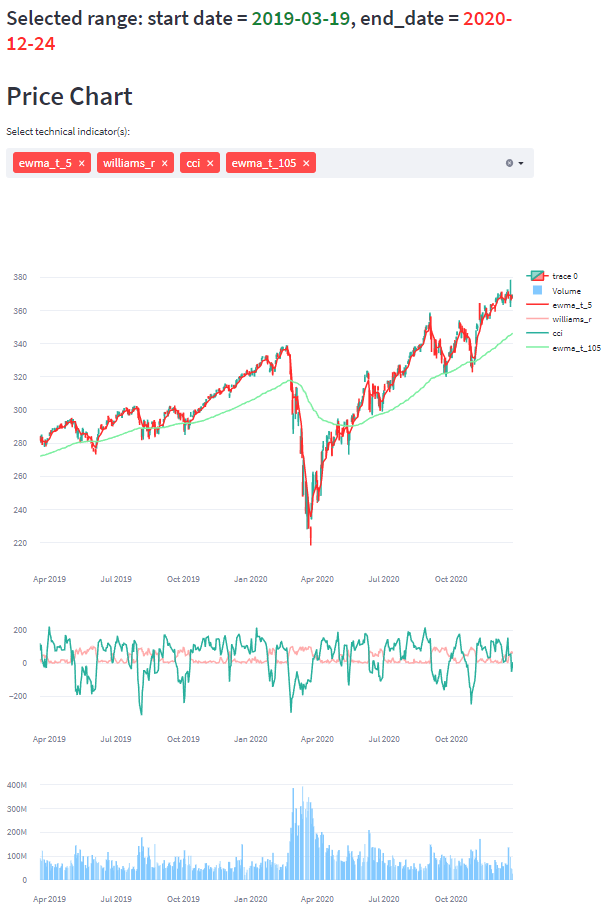 Selected range: start date = 2019-03-19, end_date = 2020-
12-24
Price Chart
Select technical indicator(s):
ewma_t_5 × williams_r × cci × ewma_t_105 ×
380
360
340
320
300
280
260
240
220
Apr 2019 Jul 2019 Oct 2019 Jan 2020 Apr 2020 Jul 2020 Oct 2020
trace 0
Volume
ewma_t_5
williams_r
cci
ewma_t_105
200
0
−200
Apr 2019 Jul 2019 Oct 2019 Jan 2020 Apr 2020 Jul 2020 Oct 2020
400M
300M
200M
100M
0
Apr 2019 Jul 2019 Oct 2019 Jan 2020 Apr 2020 Jul 2020 Oct 2020